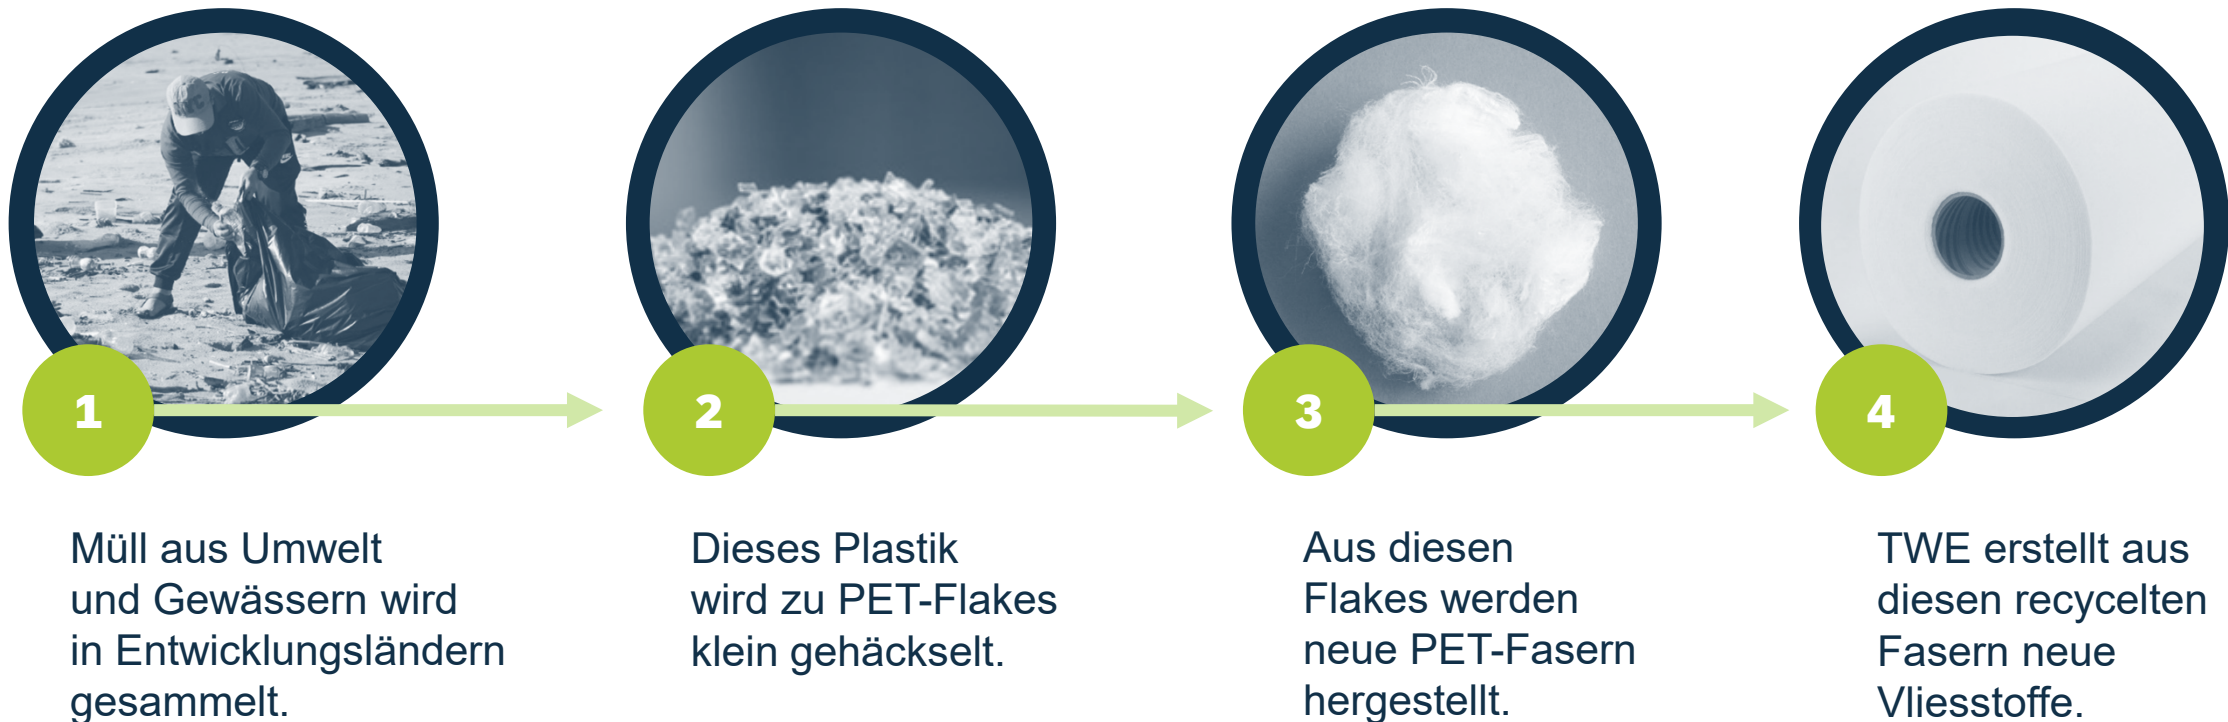 1
Müll aus Umwelt
und Gewässern wird
in Entwicklungsländern
gesammelt.
2
Dieses Plastik
wird zu PET-Flakes
klein gehäckselt.
3
Aus diesen
Flakes werden
neue PET-Fasern
hergestellt.
4
TWE erstellt aus
diesen recycelten
Fasern neue
Vliesstoffe.